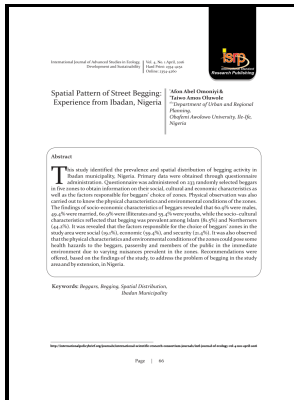 International Journal of Advanced Studies in Ecology,
Development and Sustainability
Vol. 4, No. 1 April, 2016
Hard Print: 2354-4252
Online: 2354-4260
Research Publishing
Spatial Pattern of Street Begging:
Experience from Ibadan, Nigeria
Afon Abel Omoniyi &
Taiwo Amos Oluwole
Department of Urban and Regional
Planning,
Obafemi Awolowo University, Ile-Ife,
Nigeria
Abstract
This study identified the prevalence and spatial distribution of begging activity in
Ibadan municipality, Nigeria. Primary data were obtained through questionnaire
administration. Questionnaire was administered on 233 randomly selected beggars
in five zones to obtain information on their social, cultural and economic characteristics as
well as the factors responsible for beggars' choice of zones. Physical observation was also
carried out to know the physical characteristics and environmental conditions of the zones.
The findings of socio-economic characteristics of beggars revealed that 60.2% were males,
49.4% were married, 60.9% were illiterates and 53.4% were youths, while the socio-cultural
characteristics reflected that begging was prevalent among Islam (81.5%) and Northerners
(44.2%). It was revealed that the factors responsible for the choice of beggars' zones in the
study area were social (19.1%), economic (59.4%), and security (21.4%). It was also observed
that the physical characteristics and environmental conditions of the zones could pose some
health hazards to the beggars, passersby and members of the public in the immediate
environment due to various nuisances prevalent in the zones. Recommendations were
offered, based on the findings of the study, to address the problem of begging in the study
area and by extension, in Nigeria.
Keywords: Beggars, Begging, Spatial Distribution,
Ibadan Municipality
Page | 66